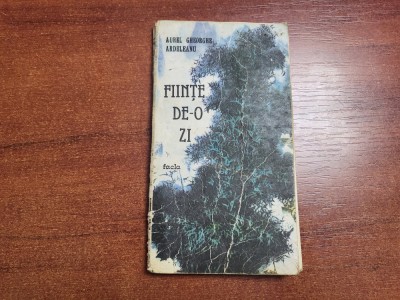 AUREL GHEORGHE
ARDELEANU
FIINȚE
DE-O
ZI
facla